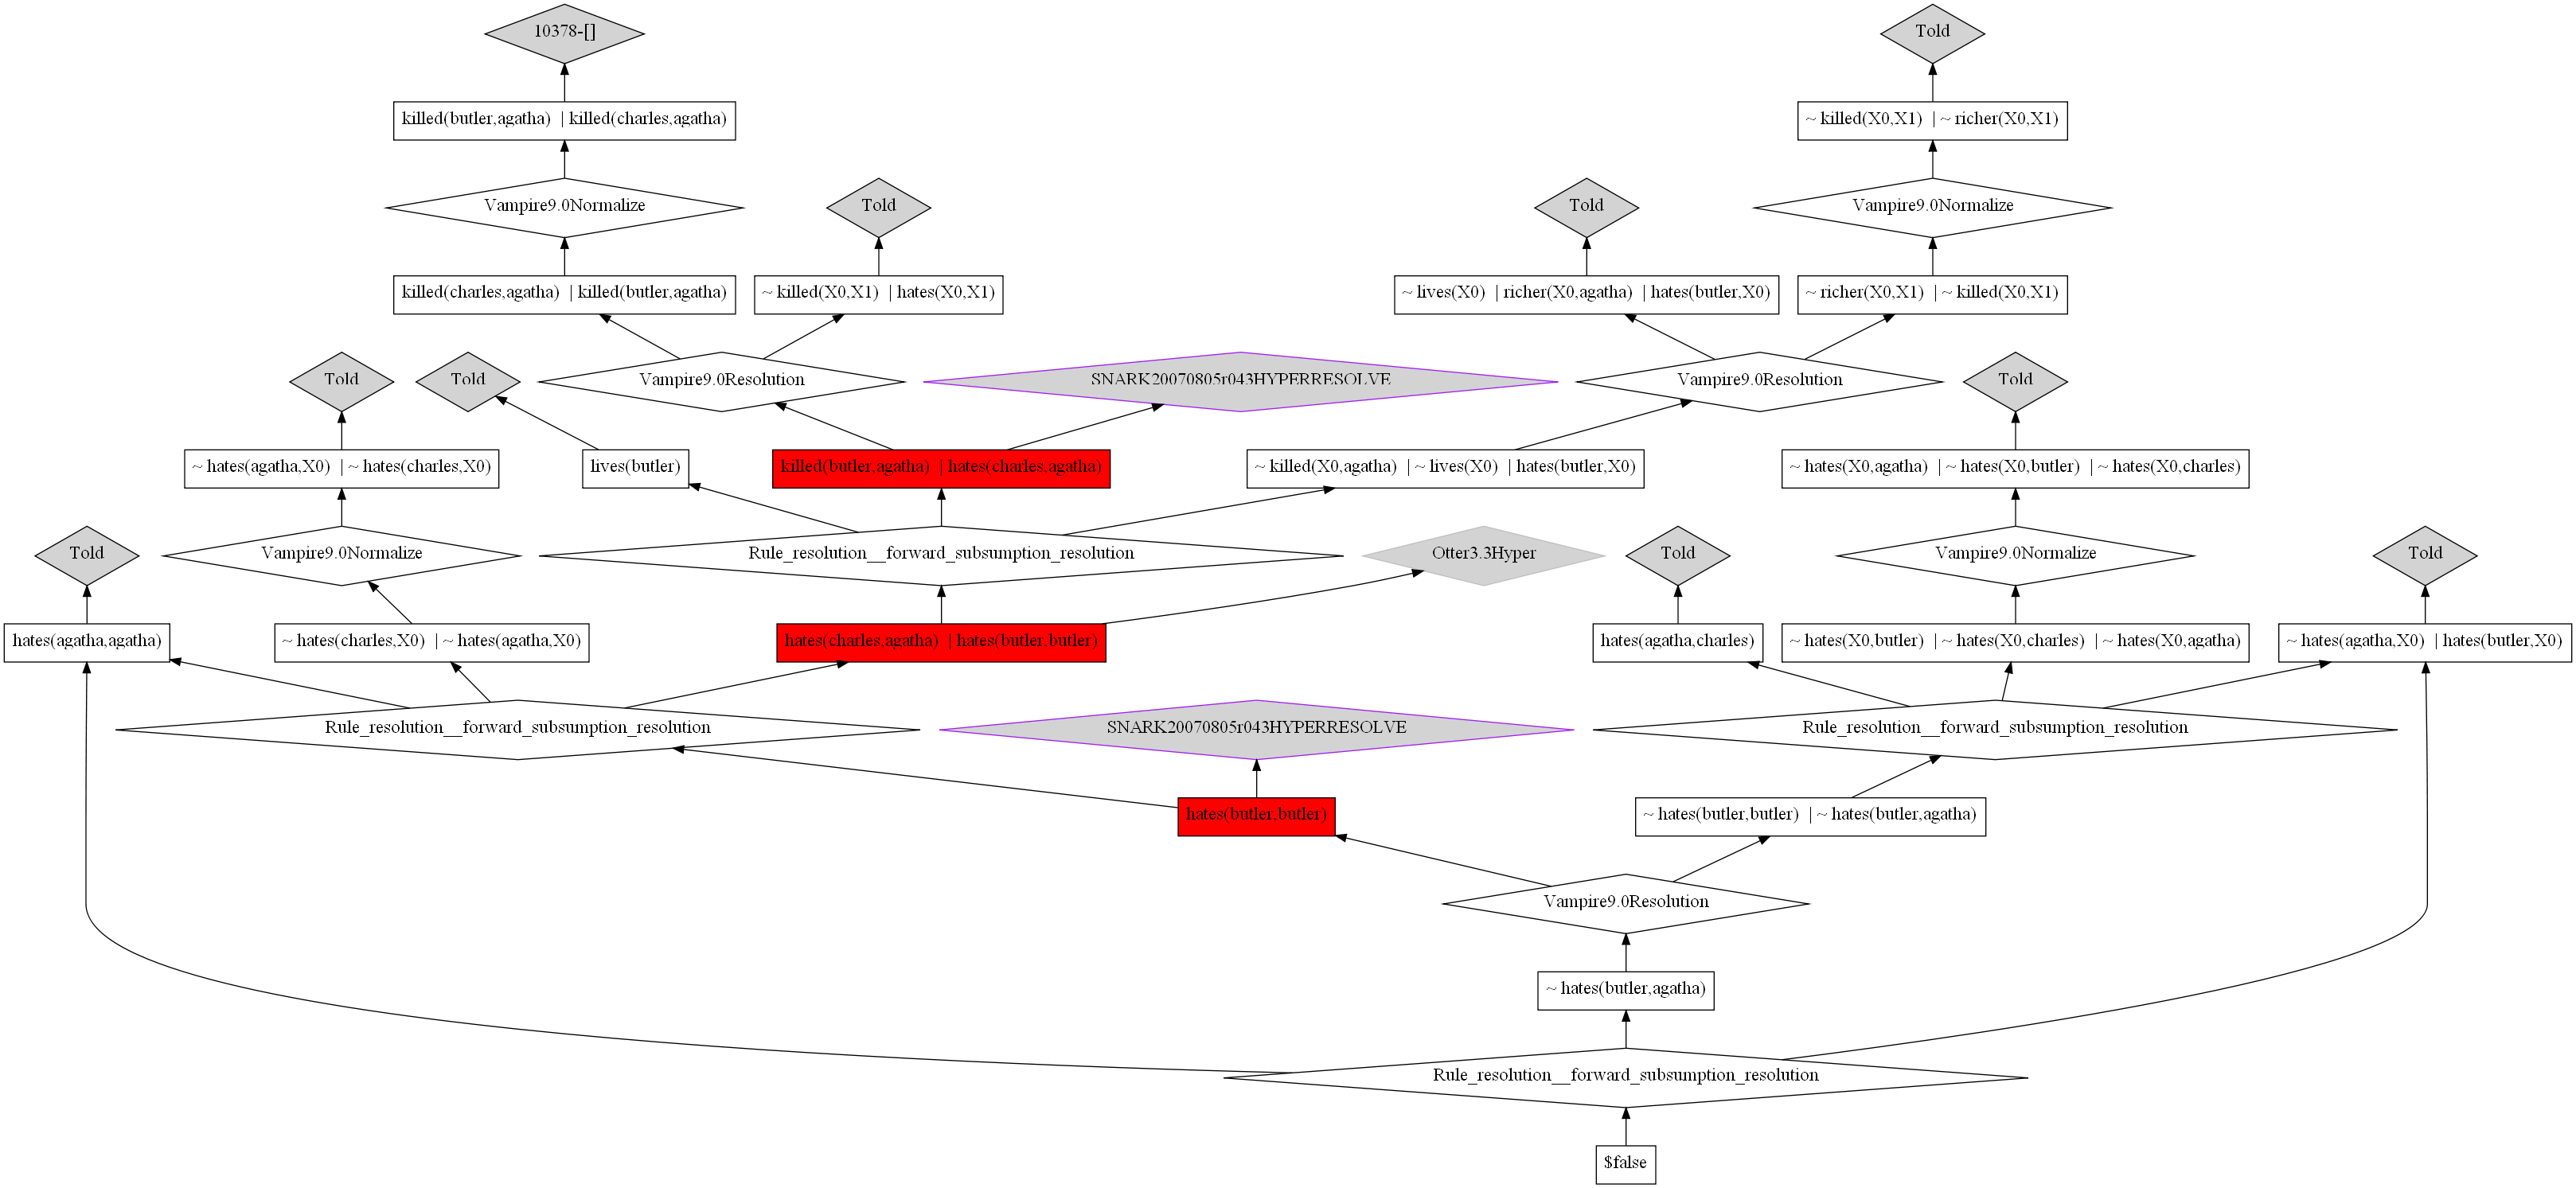 10378-[]
Told
killed(butler,agatha) | killed(charles,agatha)
~ killed(X0,X1) | ~ richer(X0,X1)
Vampire9.0Normalize
Told
Told
Vampire9.0Normalize
killed(charles,agatha) | killed(butler,agatha)
~ killed(X0,X1) | hates(X0,X1)
~ lives(X0) | richer(X0,agatha) | hates(butler,X0)
~ richer(X0,X1) | ~ killed(X0,X1)
Told
Told
Vampire9.0Resolution
SNARK20070805r043HYPERRESOLVE
Vampire9.0Resolution
Told
~ hates(agatha,X0) | ~ hates(charles,X0)
lives(butler)
killed(butler,agatha) | hates(charles,agatha)
~ killed(X0,agatha) | ~ lives(X0) | hates(butler,X0)
~ hates(X0,agatha) | ~ hates(X0,butler) | ~ hates(X0,charles)
Told
Vampire9.0Normalize
Rule_resolution__forward_subsumption_resolution
Otter3.3Hyper
Told
Vampire9.0Normalize
Told
hates(agatha,agatha)
~ hates(charles,X0) | ~ hates(agatha,X0)
hates(charles,agatha) | hates(butler,butler)
hates(agatha,charles)
~ hates(X0,butler) | ~ hates(X0,charles) | ~ hates(X0,agatha)
~ hates(agatha,X0) | hates(butler,X0)
Rule_resolution__forward_subsumption_resolution
SNARK20070805r043HYPERRESOLVE
Rule_resolution__forward_subsumption_resolution
hates(butler,butler)
~ hates(butler,butler) | ~ hates(butler,agatha)
Vampire9.0Resolution
~ hates(butler,agatha)
Rule_resolution__forward_subsumption_resolution
$false